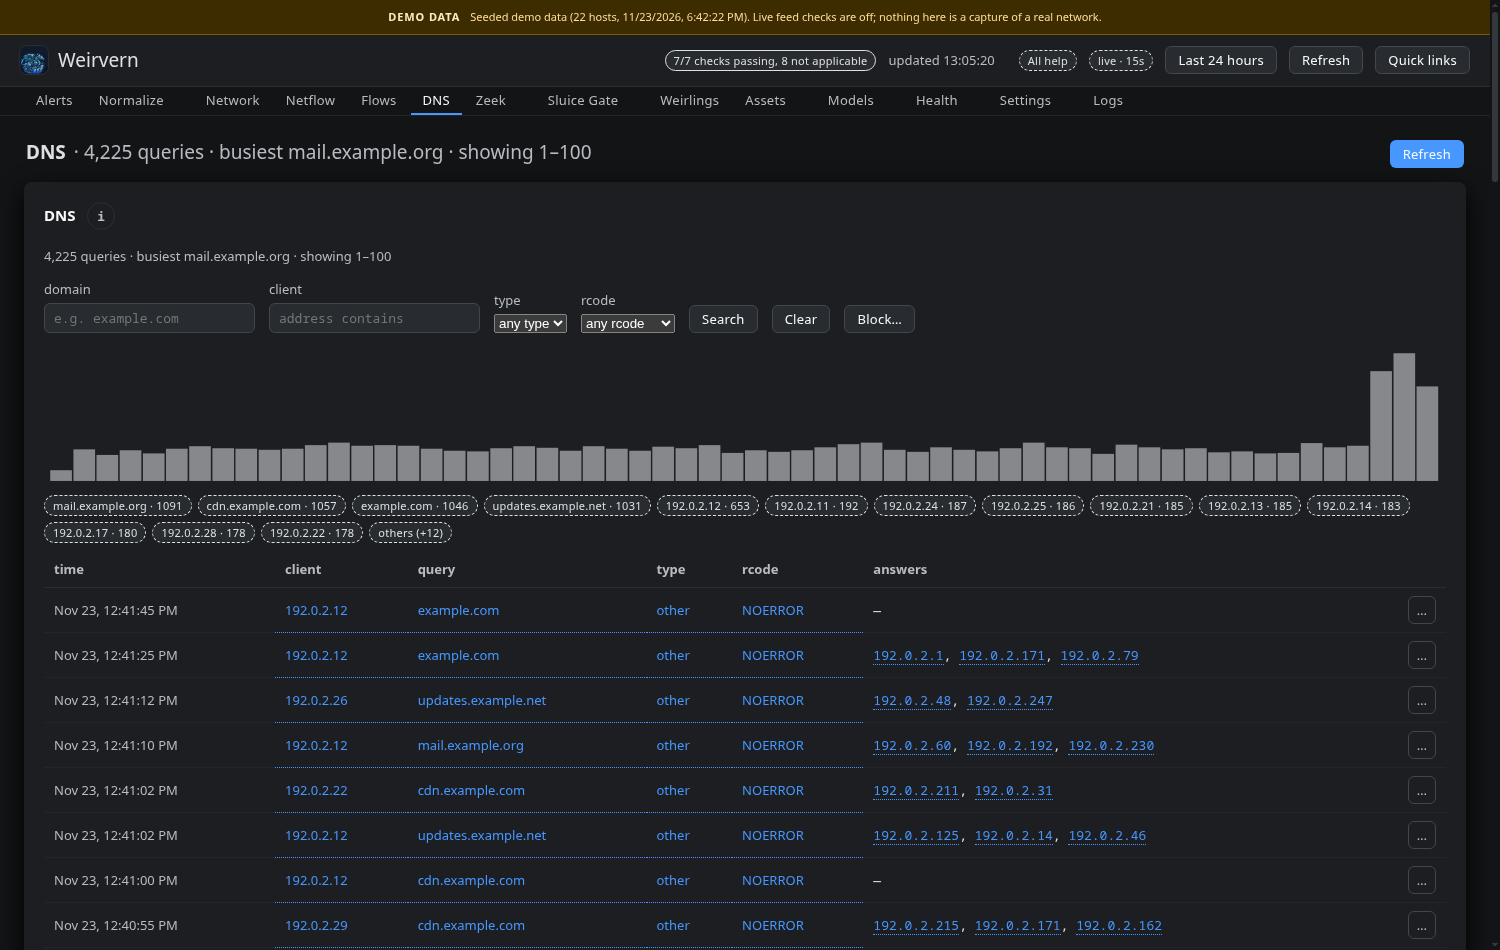 DEMO DATA Seeded demo data (22 hosts, 11/23/2026, 6:42:22 PM). Live feed checks are off; nothing here is a capture of a real network.
Weirvern 7/7 checks passing, 8 not applicable updated 13:05:20 All help live · 15s Last 24 hours Refresh Quick links
Alerts Normalize Network Netflow Flows DNS Zeek Sluice Gate Weirlings Assets Models Health Settings Logs
DNS · 4,225 queries · busiest mail.example.org · showing 1–100 Refresh
DNS i
4,225 queries · busiest mail.example.org · showing 1–100
domain client type rcode
e.g. example.com address contains any type any rcode Search Clear Block...
mail.example.org · 1091 cdn.example.com · 1057 example.com · 1046 updates.example.net · 1031 192.0.2.12 · 653 192.0.2.11 · 192 192.0.2.24 · 187 192.0.2.25 · 186 192.0.2.21 · 185 192.0.2.13 · 185 192.0.2.14 · 183
192.0.2.17 · 180 192.0.2.28 · 178 192.0.2.22 · 178 others (+12)
time client query type rcode answers
Nov 23, 12:41:45 PM 192.0.2.12 example.com other NOERROR — ...
Nov 23, 12:41:25 PM 192.0.2.12 example.com other NOERROR 192.0.2.1, 192.0.2.171, 192.0.2.79 ...
Nov 23, 12:41:12 PM 192.0.2.26 updates.example.net other NOERROR 192.0.2.48, 192.0.2.247 ...
Nov 23, 12:41:10 PM 192.0.2.12 mail.example.org other NOERROR 192.0.2.60, 192.0.2.192, 192.0.2.230 ...
Nov 23, 12:41:02 PM 192.0.2.22 cdn.example.com other NOERROR 192.0.2.211, 192.0.2.31 ...
Nov 23, 12:41:02 PM 192.0.2.12 updates.example.net other NOERROR 192.0.2.125, 192.0.2.14, 192.0.2.46 ...
Nov 23, 12:41:00 PM 192.0.2.12 cdn.example.com other NOERROR — ...
Nov 23, 12:40:55 PM 192.0.2.29 cdn.example.com other NOERROR 192.0.2.215, 192.0.2.171, 192.0.2.162 ...